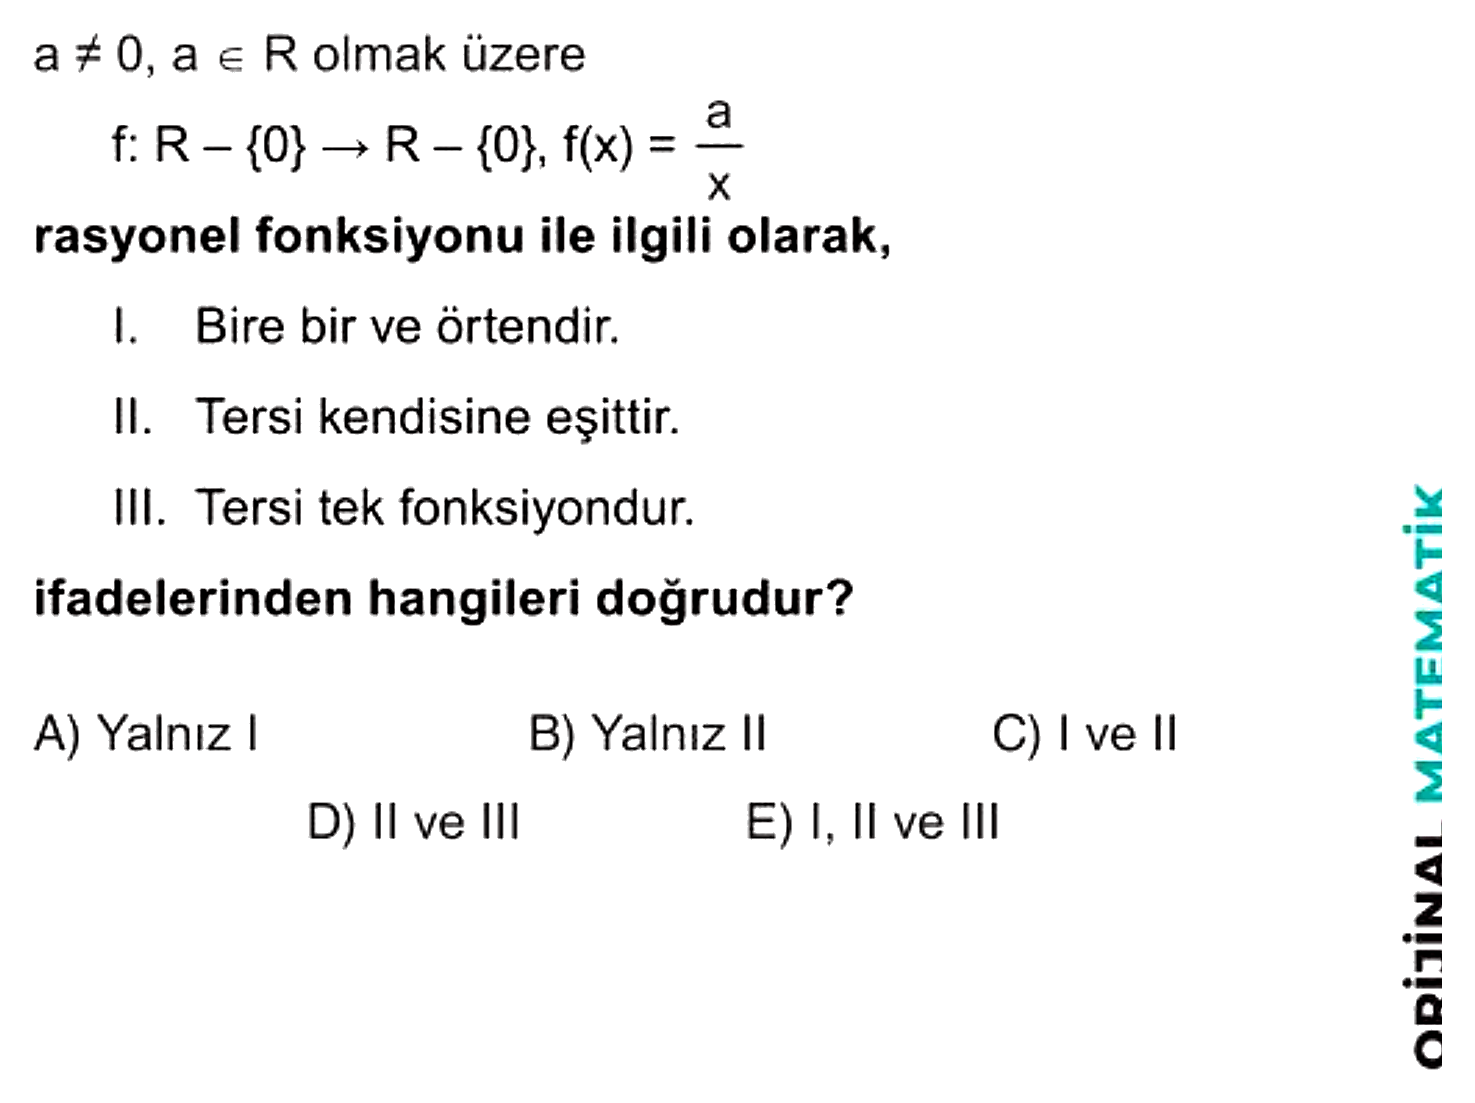 a ≠ 0, a ∈ R olmak üzere
f: R – {0} → R – {0}, f(x) = a/x
rasyonel fonksiyonu ile ilgili olarak,
I. Bire bir ve örtendir.
II. Tersi kendisine eşittir.
III. Tersi tek fonksiyondur.
ifadelerinden hangileri doğrudur?
A) Yalnız I B) Yalnız II C) I ve II
D) II ve III E) I, II ve III
ORİJİNAL MATEMATİK